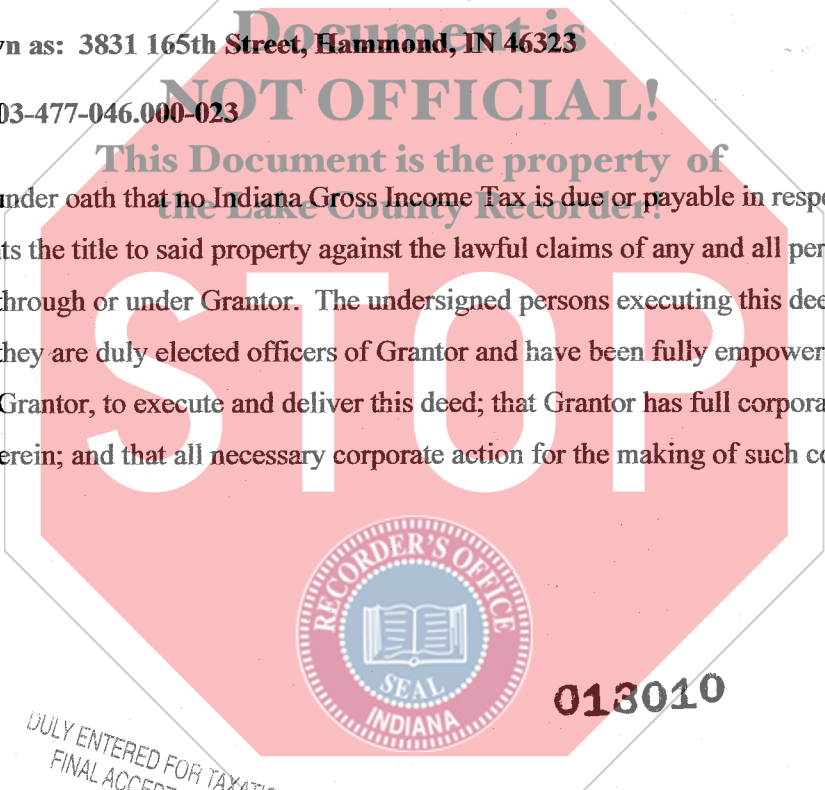 Document is
vn as: 3831 165th Street, Hammond, IN 46323
NOT OFFICIAL!
03-477-046.000-023
This Document is the property of
the Lake County Recorder!
nder oath that no Indiana Gross Income Tax is due or payable in respe
ts the title to said property against the lawful claims of any and all per
through or under Grantor. The undersigned persons executing this dee
they are duly elected officers of Grantor and have been fully empower
Grantor, to execute and deliver this deed; that Grantor has full corpora
erein; and that all necessary corporate action for the making of such co
STOP
RECORDER'S OFFICE
SEAL
INDIANA
013010
DULY ENTERED FOR TAXATIO
FINAL ACCEPT